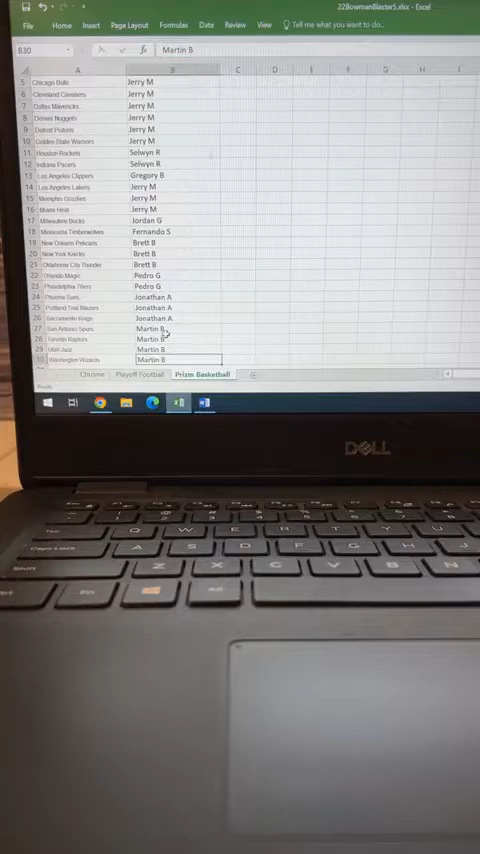 22BowmanBlasterS.xlsx - Excel
File Home Insert Page Layout Formulas Data Review View Tell me what you want to do..
B30 fx Martin B
A B C D E F G H I
5 Chicago Bulls Jerry M
6 Cleveland Cavaliers Jerry M
7 Dallas Mavericks Jerry M
8 Denver Nuggets Jerry M
9 Detroit Pistons Jerry M
10 Golden State Warriors Jerry M
11 Houston Rockets Selwyn R
12 Indiana Pacers Selwyn R
13 Los Angeles Clippers Gregory B
14 Los Angeles Lakers Jerry M
15 Memphis Grizzlies Jerry M
16 Miami Heat Jerry M
17 Milwaukee Bucks Jordan G
18 Minnesota Timberwolves Fernando S
19 New Orleans Pelicans Brett B
20 New York Knicks Brett B
21 Oklahoma City Thunder Brett B
22 Orlando Magic Pedro G
23 Philadelphia 76ers Pedro G
24 Phoenix Suns Jonathan A
25 Portland Trail Blazers Jonathan A
26 Sacramento Kings Jonathan A
27 San Antonio Spurs Martin B
28 Toronto Raptors Martin B
29 Utah Jazz Martin B
30 Washington Wizards Martin B
Chrome Playoff Football Prizm Basketball
DELL
Q W E R T Y U
Caps Lock A S D F G H J
Shift Z X C V B N
Fn Alt